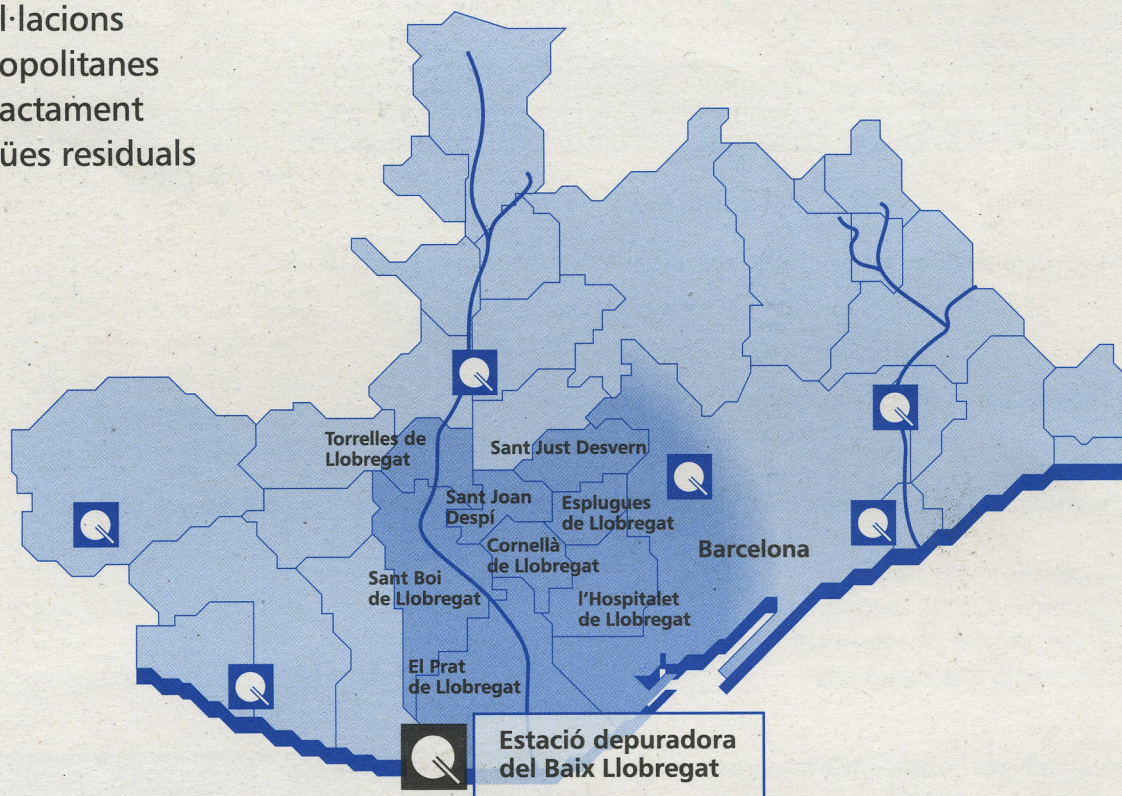 l·lacions
opolitanes
actament
ües residuals
Torrelles de
Llobregat
Sant Just Desvern
Sant Joan
Despí
Esplugues
de Llobregat
Cornellà
de Llobregat
Barcelona
Sant Boi
de Llobregat
l'Hospitalet
de Llobregat
El Prat
de Llobregat
Estació depuradora
del Baix Llobregat